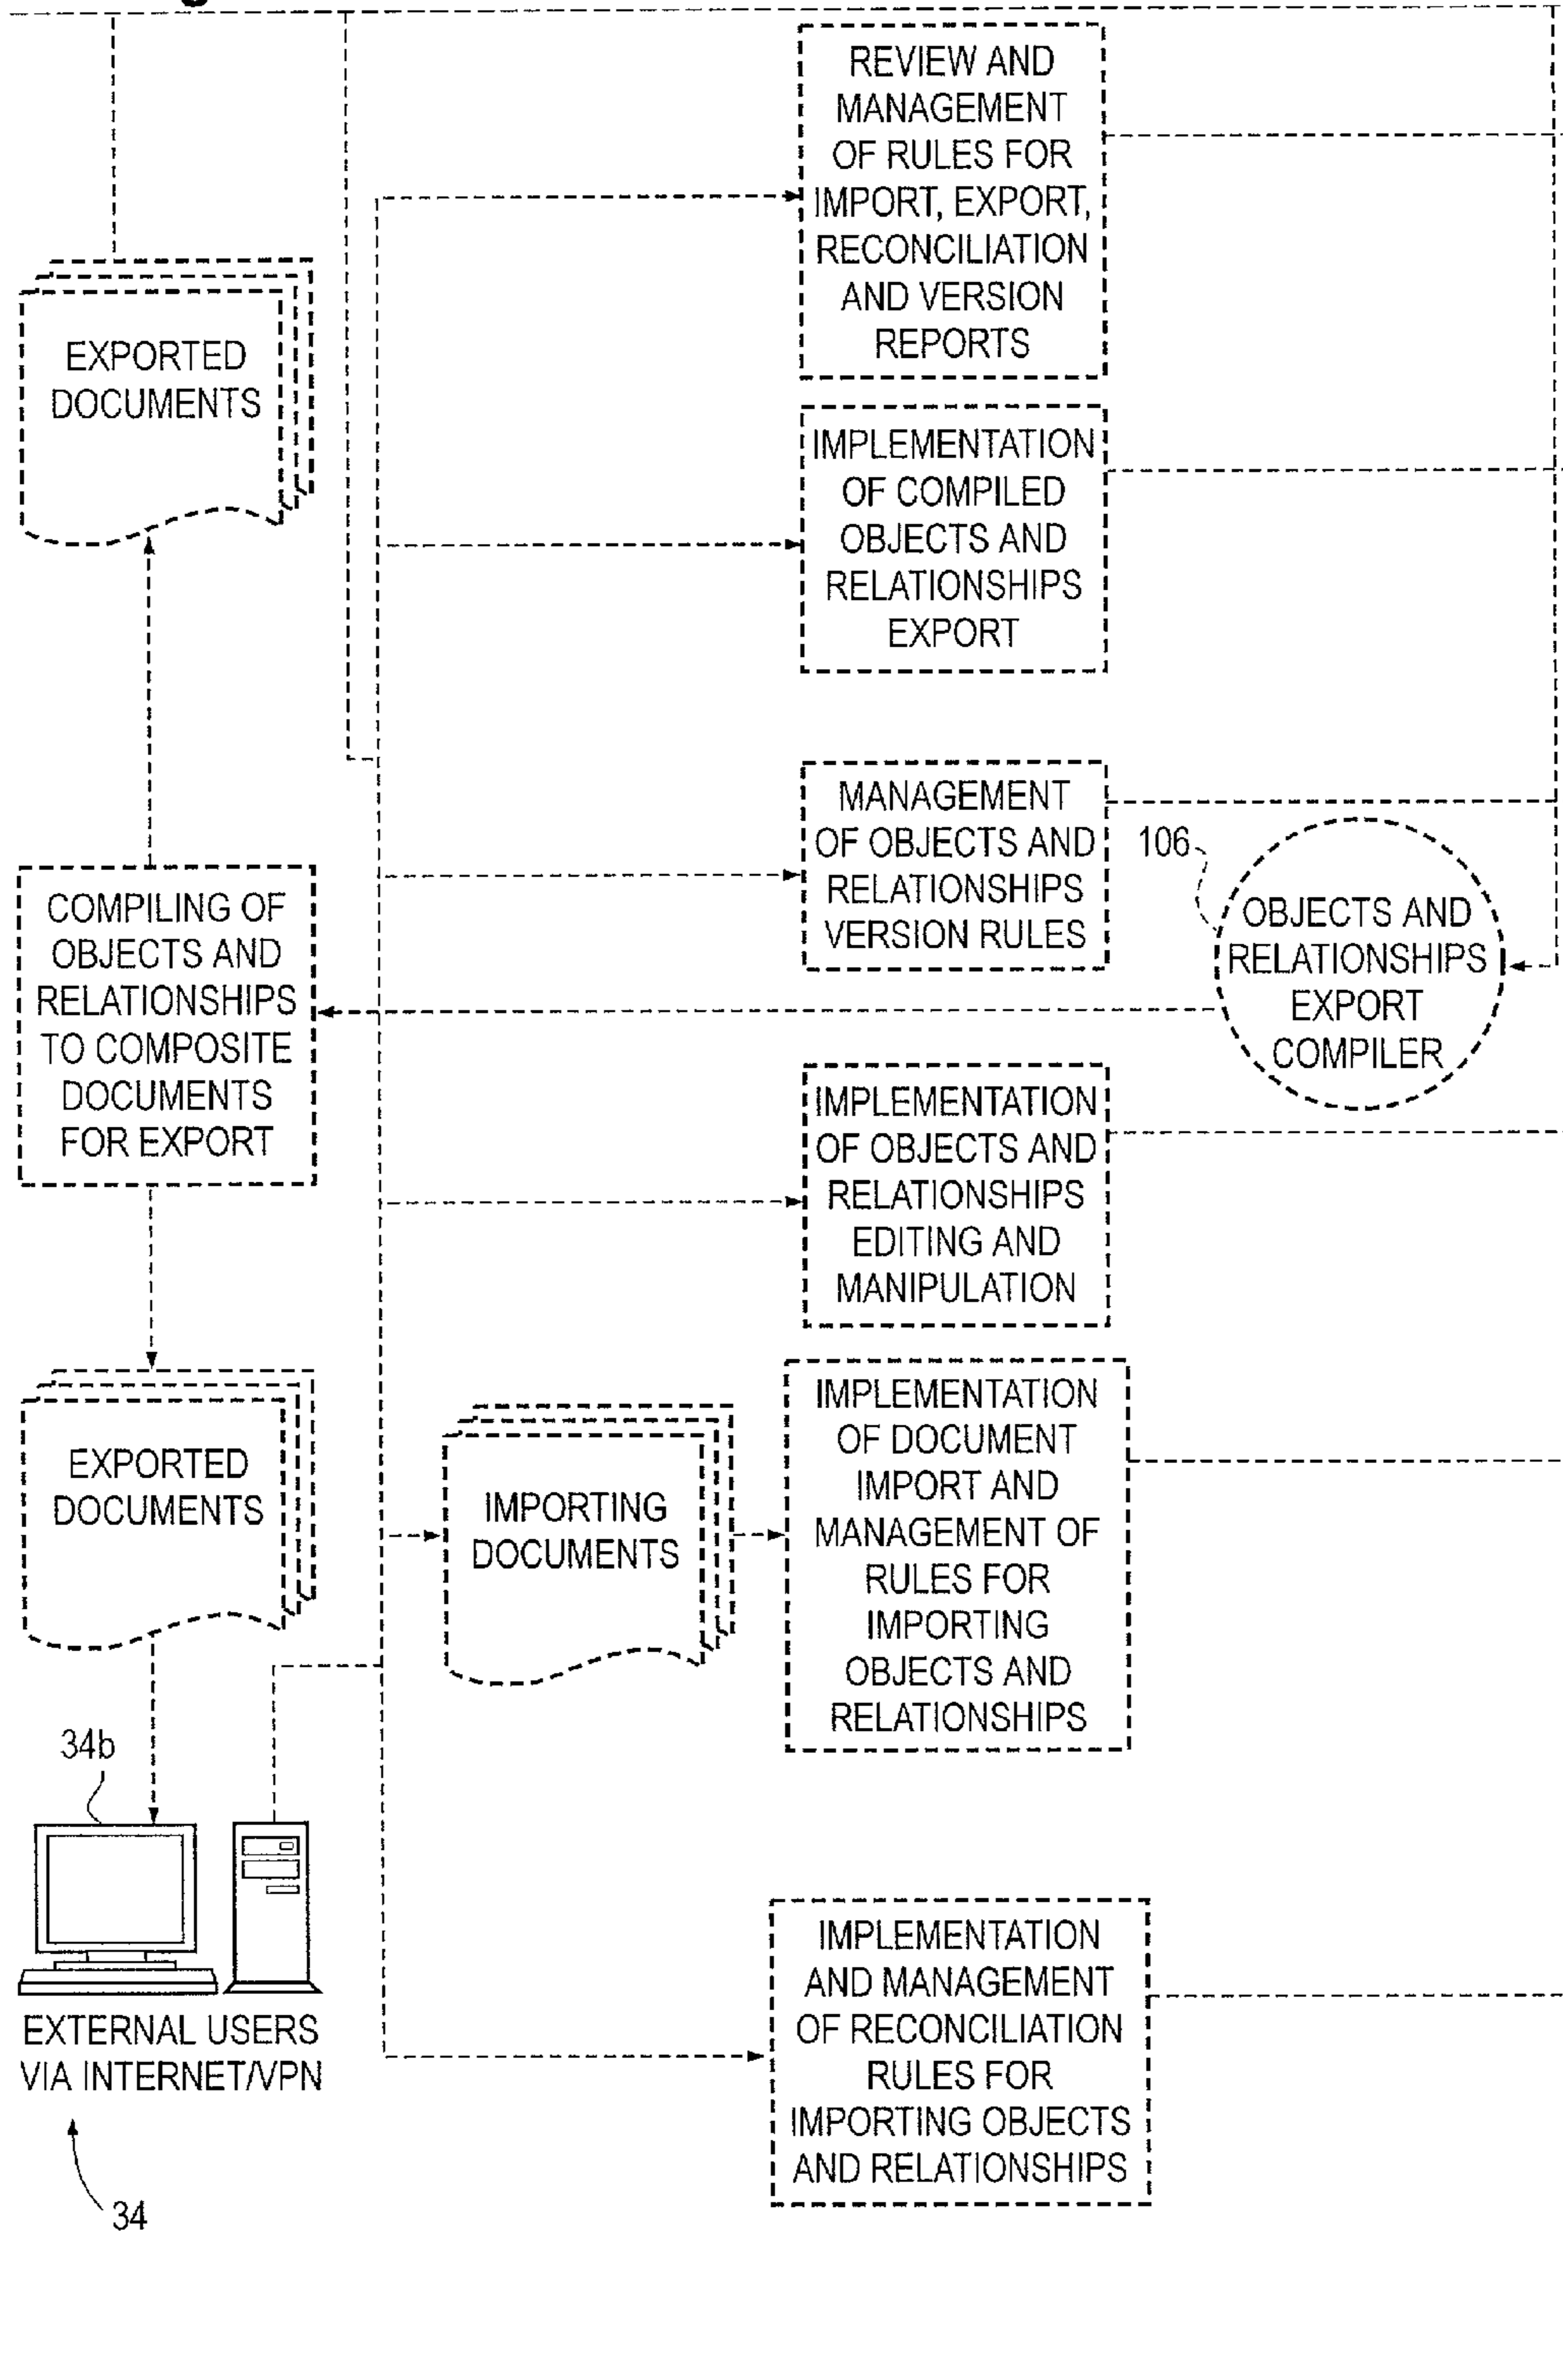 REVIEW AND
MANAGEMENT
OF RULES FOR
IMPORT, EXPORT,
RECONCILIATION
AND VERSION
REPORTS
EXPORTED
DOCUMENTS
IMPLEMENTATION
OF COMPILED
OBJECTS AND
RELATIONSHIPS
EXPORT
MANAGEMENT
OF OBJECTS AND
RELATIONSHIPS
VERSION RULES
106
OBJECTS AND
RELATIONSHIPS
EXPORT
COMPILER
COMPILING OF
OBJECTS AND
RELATIONSHIPS
TO COMPOSITE
DOCUMENTS
FOR EXPORT
IMPLEMENTATION
OF OBJECTS AND
RELATIONSHIPS
EDITING AND
MANIPULATION
EXPORTED
DOCUMENTS
IMPORTING
DOCUMENTS
IMPLEMENTATION
OF DOCUMENT
IMPORT AND
MANAGEMENT OF
RULES FOR
IMPORTING
OBJECTS AND
RELATIONSHIPS
34b
EXTERNAL USERS
VIA INTERNET/VPN
34
IMPLEMENTATION
AND MANAGEMENT
OF RECONCILIATION
RULES FOR
IMPORTING OBJECTS
AND RELATIONSHIPS